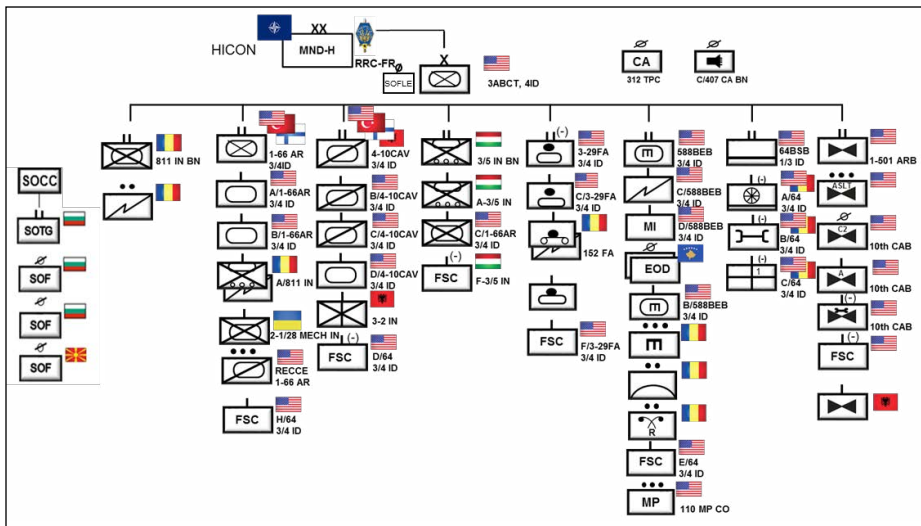 HICON
XX
MND-H
RRC-FR
SOFLE
X
3ABCT, 4ID
CA
312 TPC
C/407 CA BN
SOCC
SOTG
SOF
SOF
SOF
811 IN BN
1-66 AR
3/4ID
A/1-66AR
3/4 ID
B/1-66AR
3/4 ID
A/811 IN
2-1/28 MECH IN
RECCE
1-66 AR
FSC
H/64
3/4 ID
4-10CAV
3/4 ID
B/4-10CAV
3/4 ID
C/4-10CAV
3/4 ID
D/4-10CAV
3/4 ID
3-2 IN
FSC
(-)
D/64
3/4 ID
3/5 IN BN
A-3/5 IN
C/1-66AR
3/4 ID
(-)
FSC
F-3/5 IN
(-)
3-29FA
3/4 ID
C/3-29FA
3/4 ID
152 FA
FSC
F/3-29FA
3/4 ID
E
588BEB
3/4 ID
C/588BEB
3/4 ID
MI
D/588BEB
3/4 ID
EOD
E
B/588BEB
3/4 ID
E
R
FSC
E/64
3/4 ID
MP
110 MP CO
64BSB
1/3 ID
(-)
A/64
3/4 ID
(-)
B/64
3/4 ID
(-)
1
C/64
3/4 ID
1-501 ARB
ASLT
C2
10th CAB
A
10th CAB
(-)
10th CAB
(-)
FSC